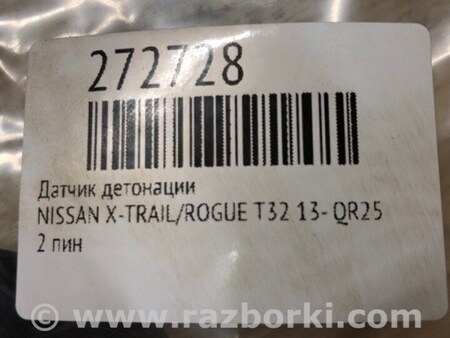 272728
Датчик детонации
NISSAN X-TRAIL/ROGUE T32 13- QR25
2 пин
© www.razborki.com